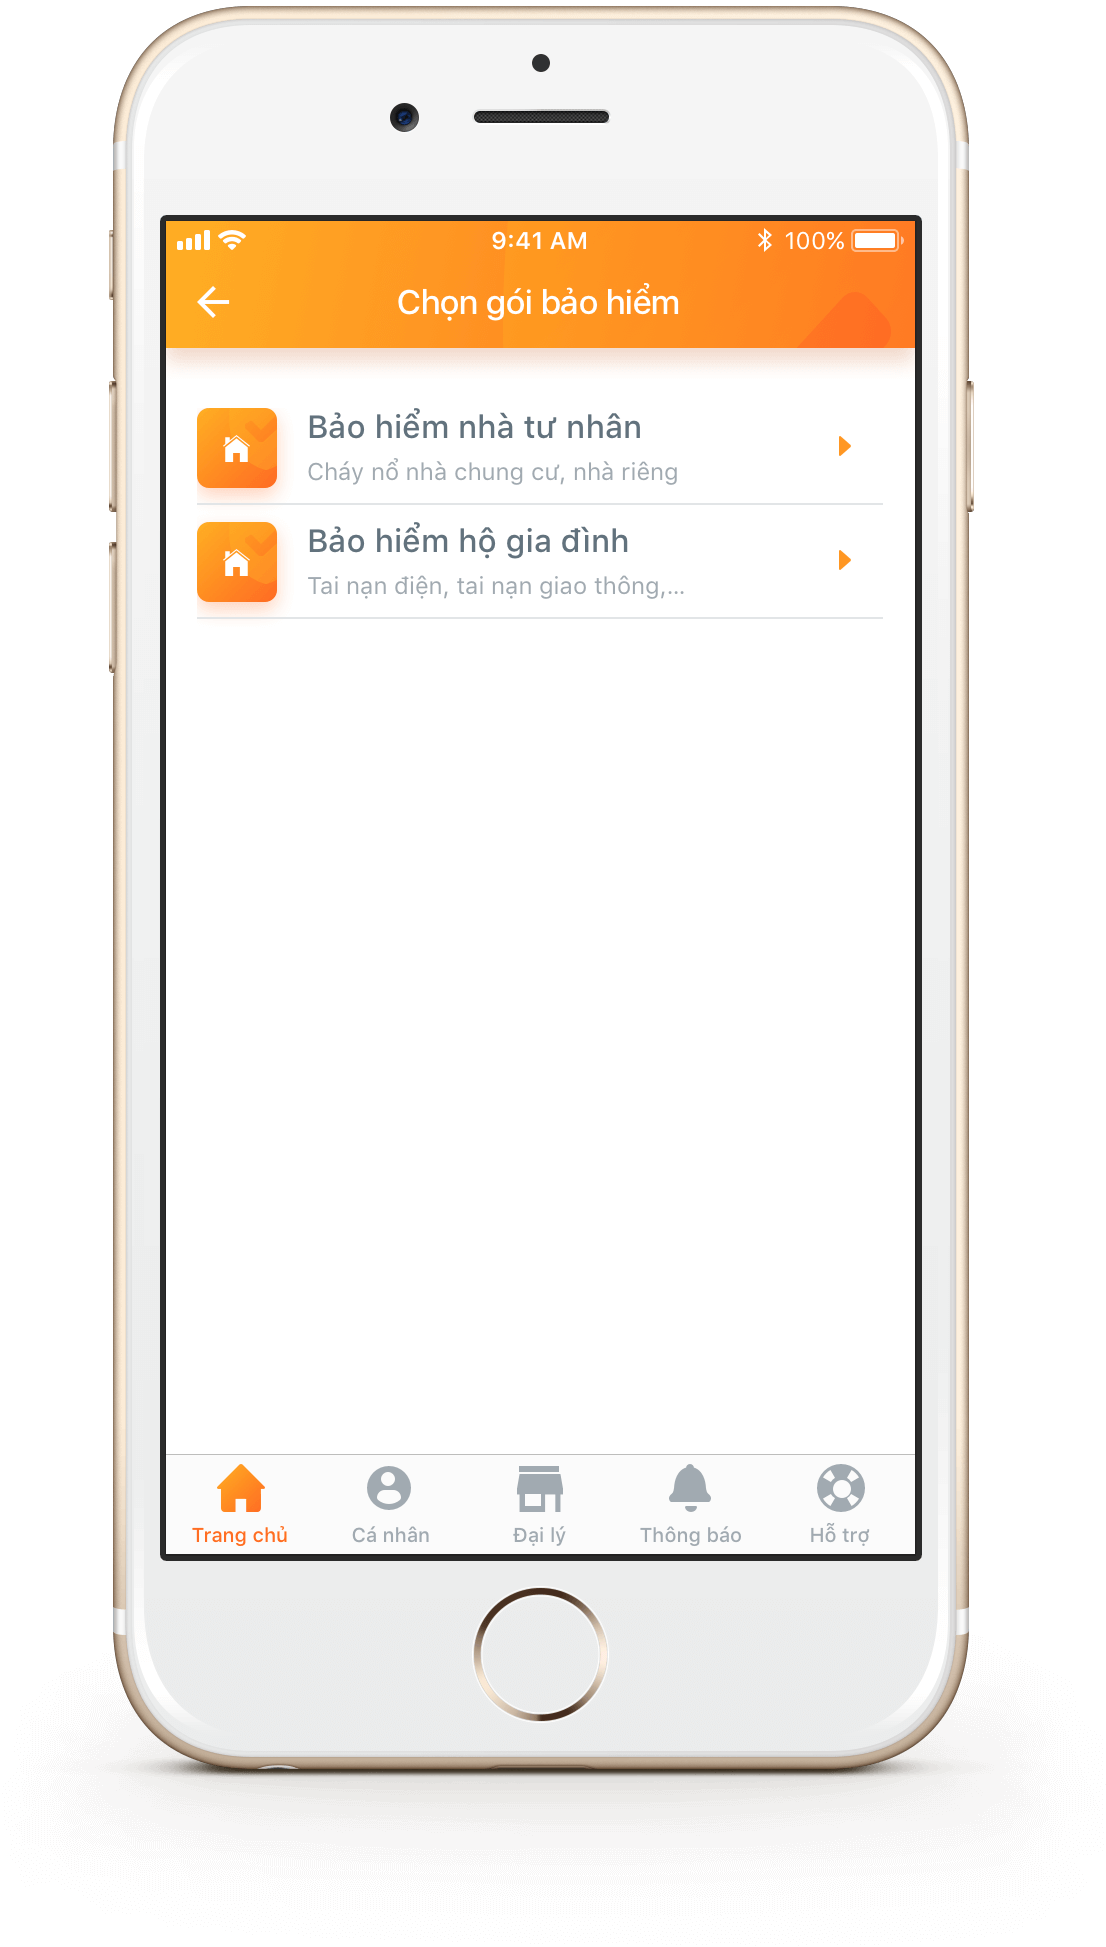 9:41 AM
100%
Chọn gói bảo hiểm
Bảo hiểm nhà tư nhân
Cháy nổ nhà chung cư, nhà riêng
Bảo hiểm hộ gia đình
Tai nạn điện, tai nạn giao thông,...
Trang chủ
Cá nhân
Đại lý
Thông báo
Hỗ trợ